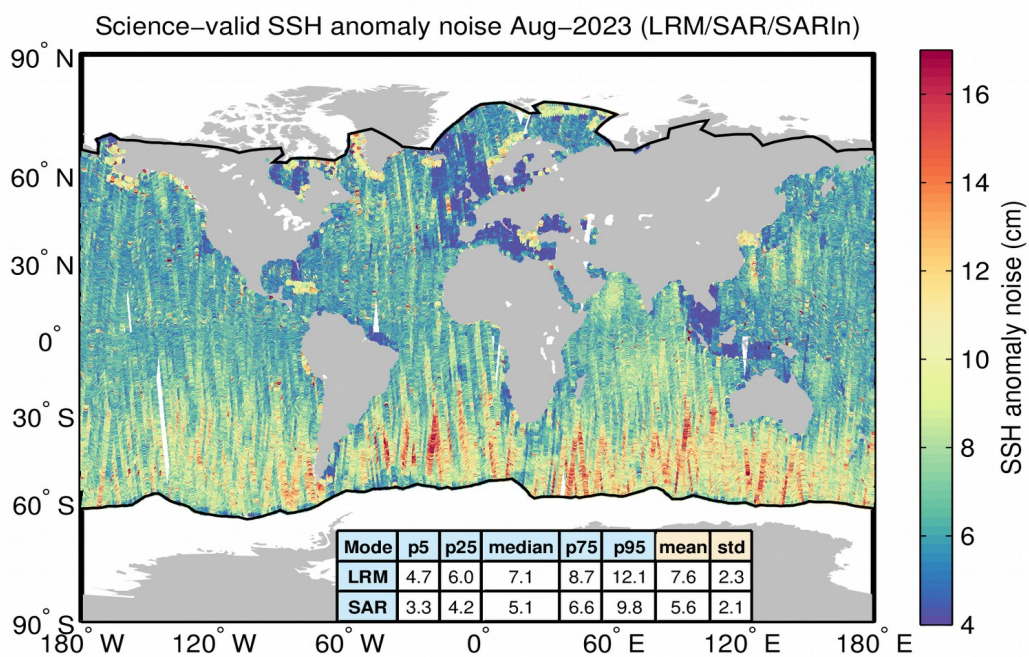 Science−valid SSH anomaly noise Aug−2023 (LRM/SAR/SARIn)
90° N
60° N
30° N
0°
30° S
60° S
90° S
180° W
120° W
60° W
0°
60° E
120° E
180° E
Mode p5 p25 median p75 p95 mean std
LRM 4.7 6.0 7.1 8.7 12.1 7.6 2.3
SAR 3.3 4.2 5.1 6.6 9.8 5.6 2.1
16
14
12
10
8
6
4
SSH anomaly noise (cm)